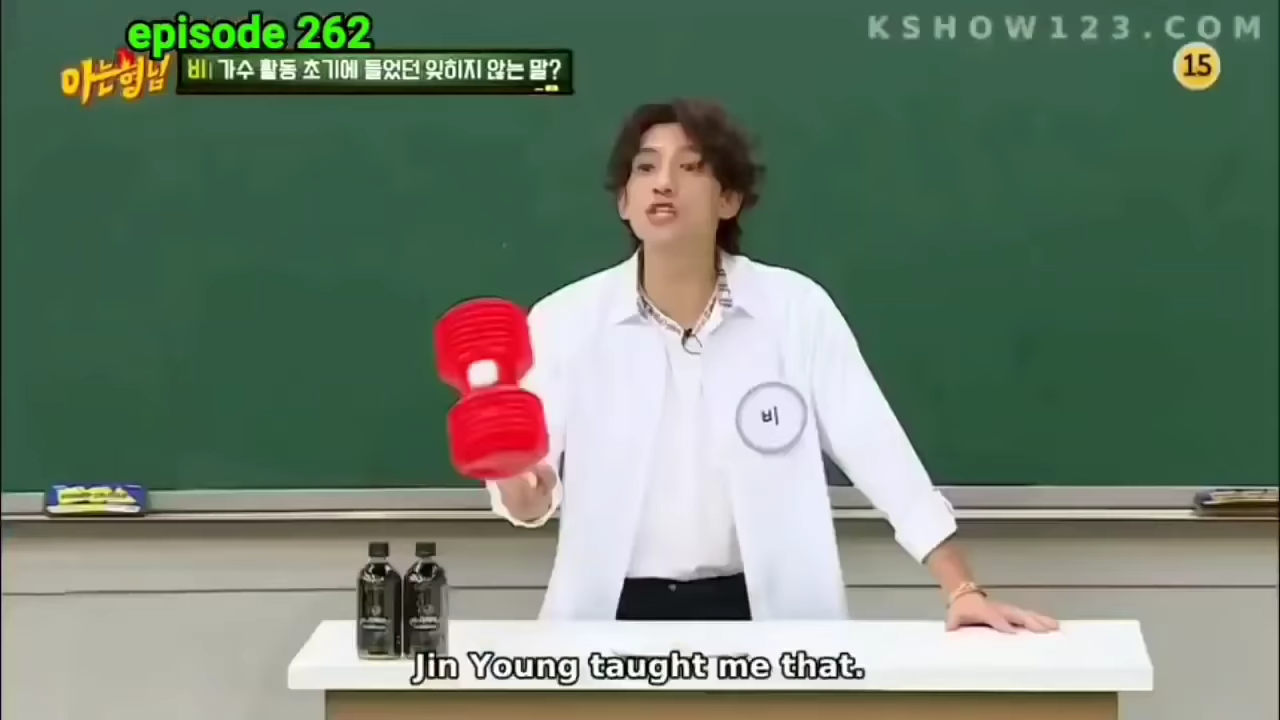 episode 262
KSHOW123.COM
아는형님
비| 가수 활동 초기에 들었던 잊히지 않는 말?
15
비
Jin Young taught me that.